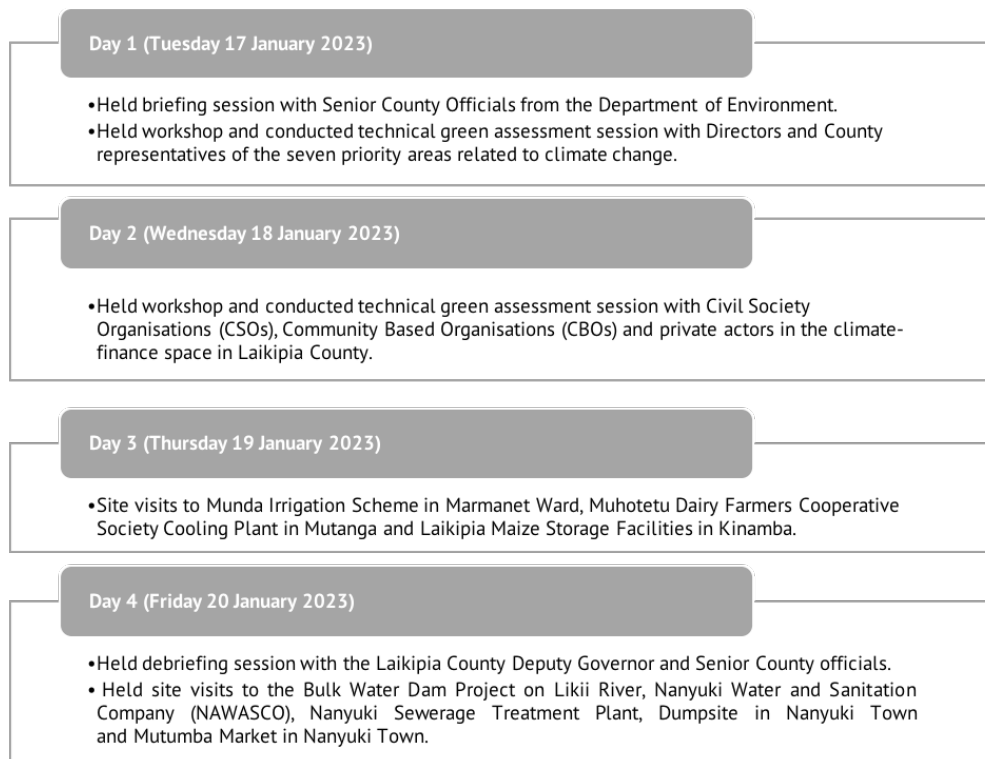 Day 1 (Tuesday 17 January 2023)
•Held briefing session with Senior County Officials from the Department of Environment.
•Held workshop and conducted technical green assessment session with Directors and County
representatives of the seven priority areas related to climate change.
Day 2 (Wednesday 18 January 2023)
•Held workshop and conducted technical green assessment session with Civil Society
Organisations (CSOs), Community Based Organisations (CBOs) and private actors in the climate-
finance space in Laikipia County.
Day 3 (Thursday 19 January 2023)
•Site visits to Munda Irrigation Scheme in Marmanet Ward, Muhotetu Dairy Farmers Cooperative
Society Cooling Plant in Mutanga and Laikipia Maize Storage Facilities in Kinamba.
Day 4 (Friday 20 January 2023)
•Held debriefing session with the Laikipia County Deputy Governor and Senior County officials.
• Held site visits to the Bulk Water Dam Project on Likii River, Nanyuki Water and Sanitation
Company (NAWASCO), Nanyuki Sewerage Treatment Plant, Dumpsite in Nanyuki Town
and Mutumba Market in Nanyuki Town.